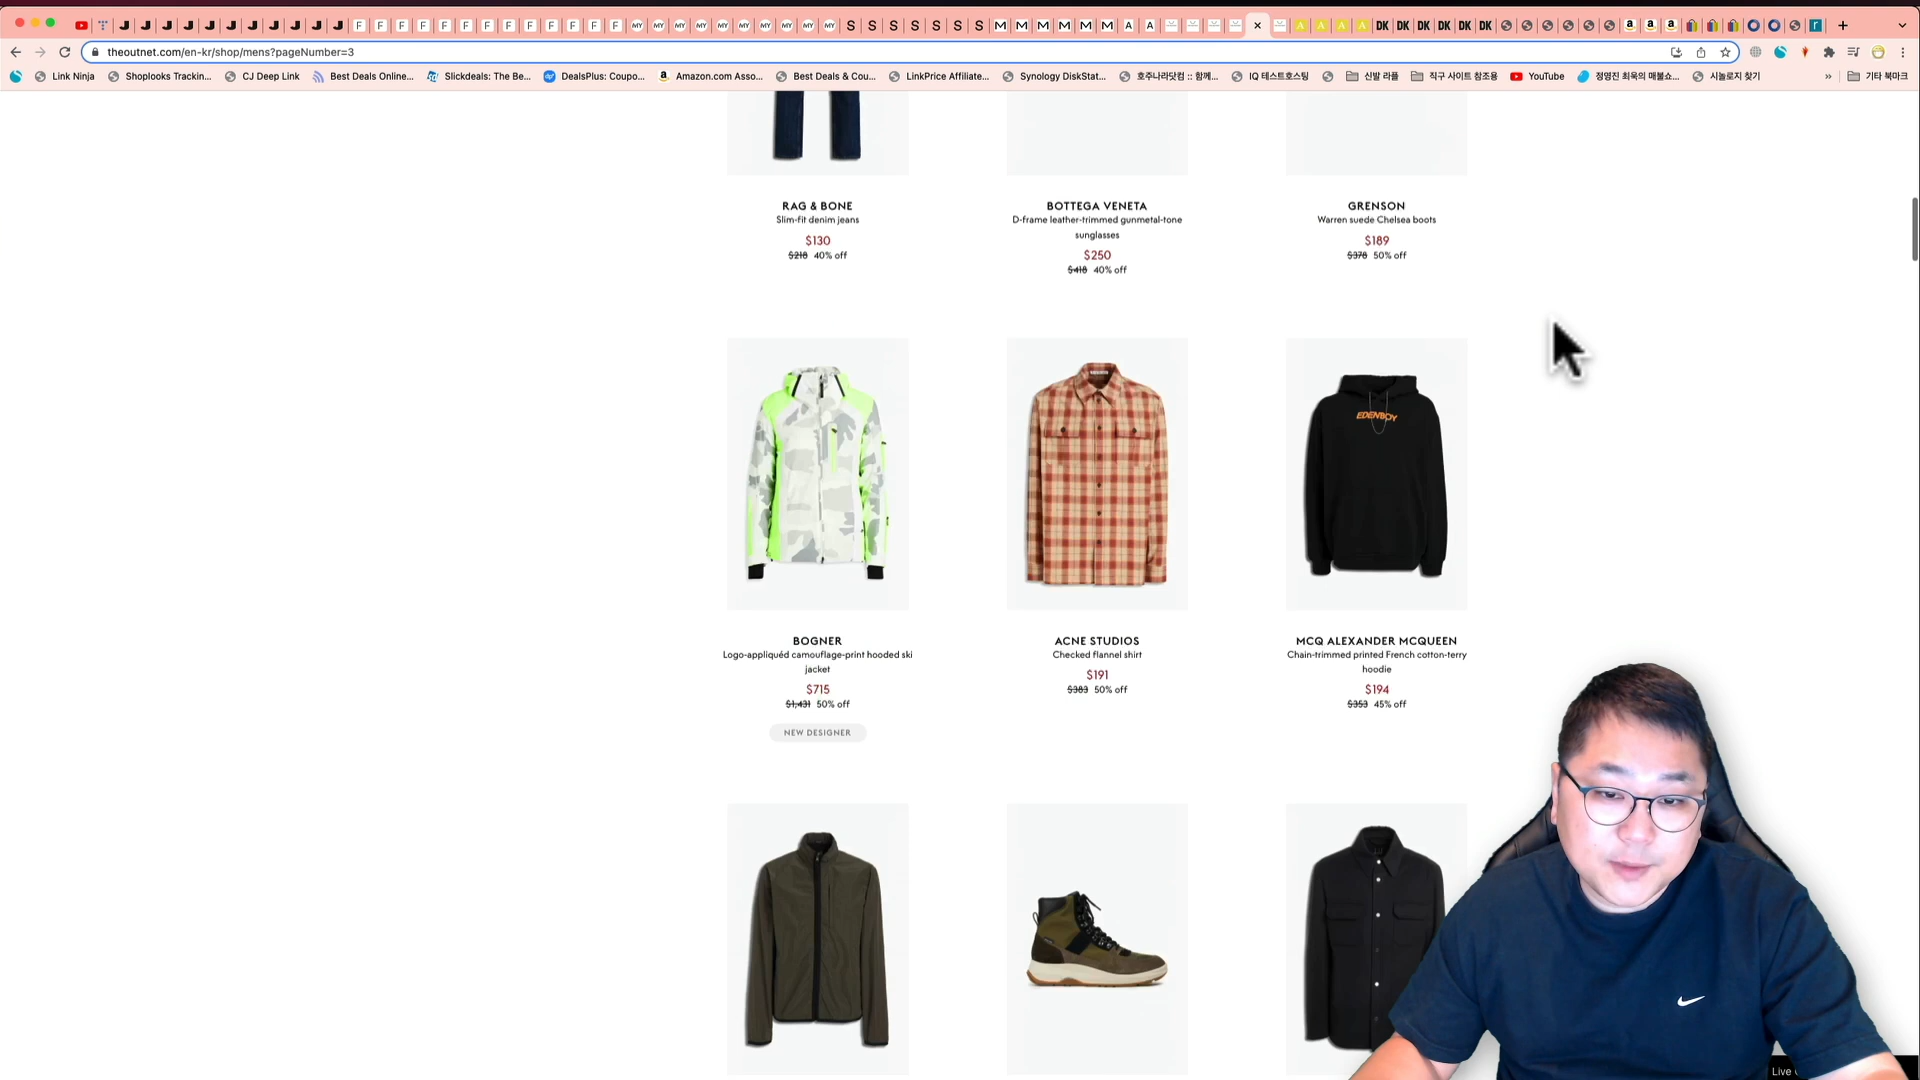 theoutnet.com/en-kr/shop/mens?pageNumber=3
Link Ninja
Shoplooks Trackin...
CJ Deep Link
Best Deals Online...
Slickdeals: The Be...
DealsPlus: Coupo...
Amazon.com Asso...
Best Deals & Cou...
LinkPrice Affiliate...
Synology DiskStat...
호주나라닷컴 :: 함께...
IQ 테스트호스팅
신발 라플
직구 사이트 참조용
YouTube
정영진 최욱의 매불쇼...
시놀로지 찾기
»
기타 북마크
RAG & BONE
Slim-fit denim jeans
$130
$218 40% off
BOTTEGA VENETA
D-frame leather-trimmed gunmetal-tone
sunglasses
$250
$418 40% off
GRENSON
Warren suede Chelsea boots
$189
$378 50% off
EDENBOY
BOGNER
Logo-appliquéd camouflage-print hooded ski
jacket
$715
$1,431 50% off
NEW DESIGNER
ACNE STUDIOS
Checked flannel shirt
$191
$383 50% off
MCQ ALEXANDER MCQUEEN
Chain-trimmed printed French cotton-terry
hoodie
$194
$353 45% off
Live